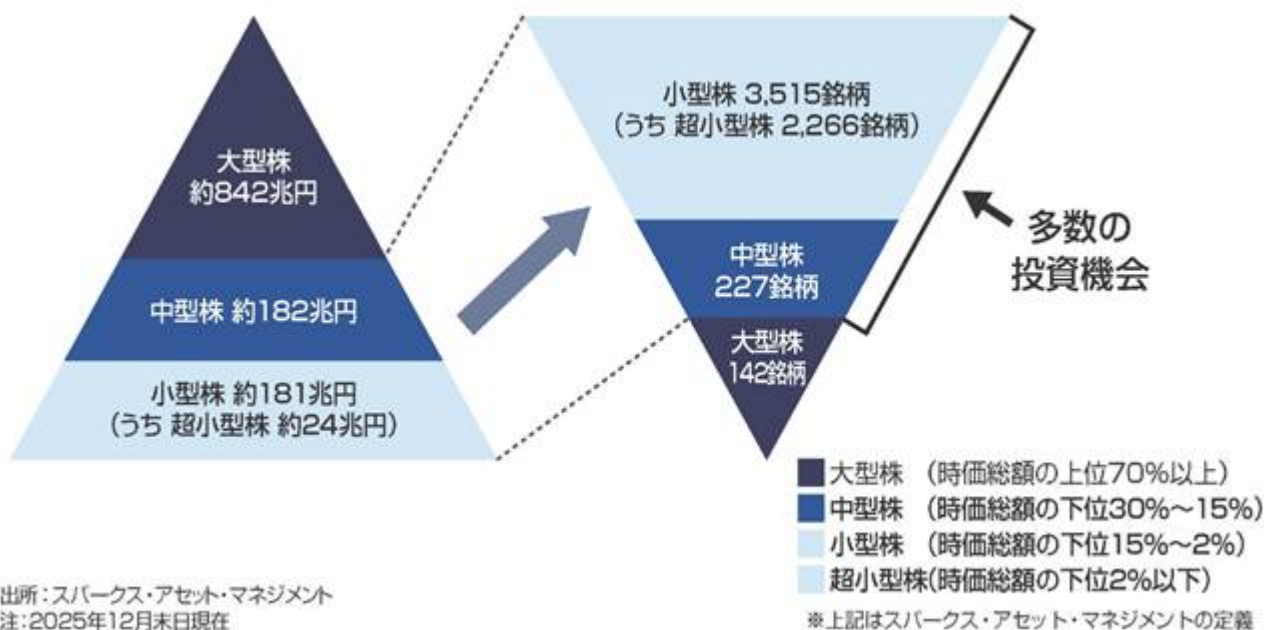 大型株
約842兆円
中型株 約182兆円
小型株 約181兆円
(うち 超小型株 約24兆円)
小型株 3,515銘柄
(うち 超小型株 2,266銘柄)
中型株
227銘柄
大型株
142銘柄
多数の
投資機会
大型株 (時価総額の上位70%以上)
中型株 (時価総額の下位30%~15%)
小型株 (時価総額の下位15%~2%)
超小型株(時価総額の下位2%以下)
※上記はスパークス・アセット・マネジメントの定義
出所:スパークス・アセット・マネジメント
注:2025年12月末日現在